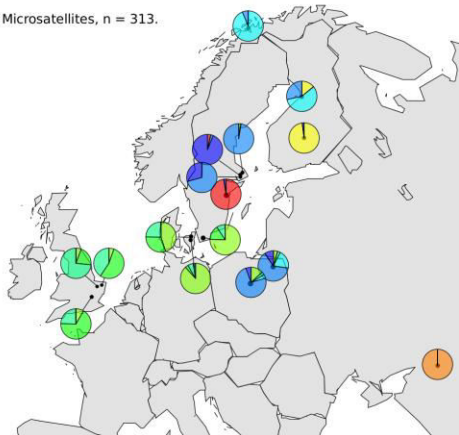 Microsatellites, n = 313.